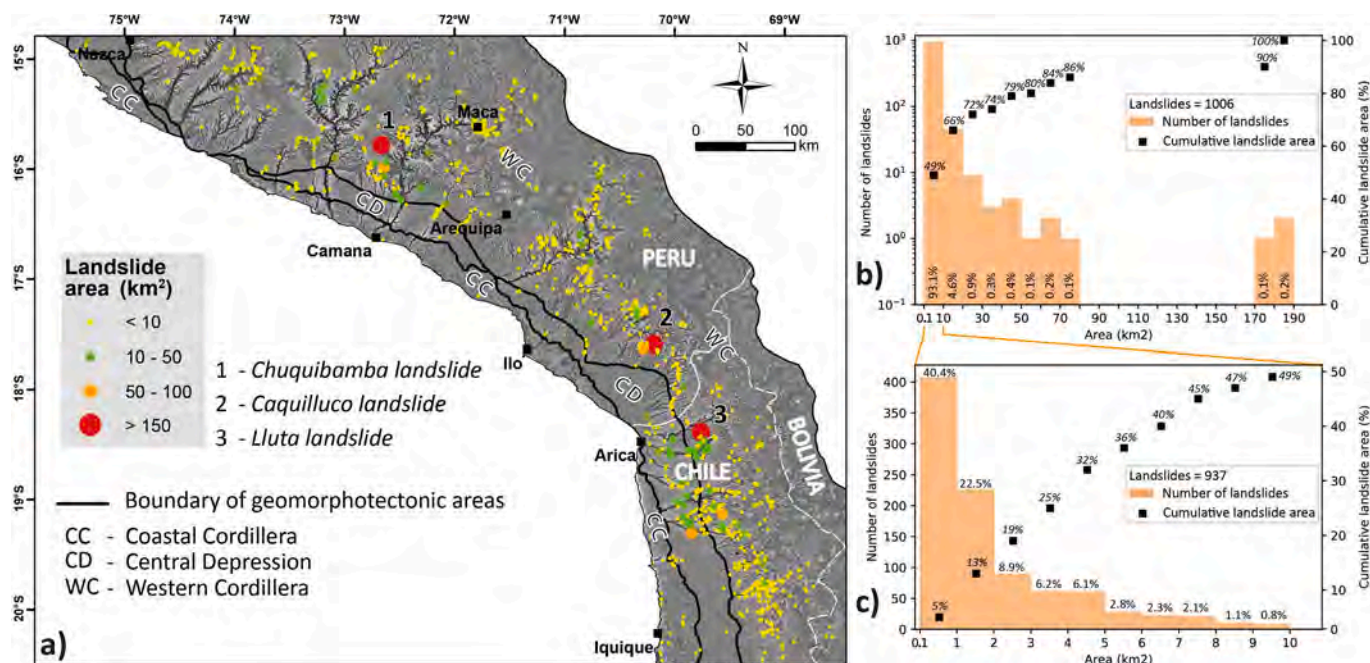 75°W 74°W 73°W 72°W 71°W 70°W 69°W
15°S
16°S
17°S
18°S
19°S
20°S
Nazca
CC
1
Maca
N
0 50 100
km
WC
CD
Arequipa
Camana
PERU
CC
2
WC
Ilo
CD
3
Arica
CHILE
BOLIVIA
CC
Iquique
Landslide
area (km²)
< 10
10 - 50
50 - 100
> 150
1 - Chuquibamba landslide
2 - Caquilluco landslide
3 - Lluta landslide
Boundary of geomorphotectonic areas
CC - Coastal Cordillera
CD - Central Depression
WC - Western Cordillera
a)
b)
Number of landslides
10³
10²
10¹
10⁰
10⁻¹
49% 66% 72% 74% 79% 80% 84% 86% 90% 100%
Landslides = 1006
Number of landslides
Cumulative landslide area
93.1% 4.6% 0.9% 0.3% 0.4% 0.1% 0.2% 0.1% 0.1% 0.2%
0.1 10 30 50 70 90 110 130 150 170 190
Area (km2)
100
80
60
40
20
0
Cumulative landslide area (%)
c)
Number of landslides
400
350
300
250
200
150
100
50
0
40.4% 22.5% 8.9% 6.2% 6.1% 2.8% 2.3% 2.1% 1.1% 0.8%
5% 13% 19% 25% 32% 36% 40% 45% 47% 49%
Landslides = 937
Number of landslides
Cumulative landslide area
0.1 1 2 3 4 5 6 7 8 9 10
Area (km2)
50
40
30
20
10
0
Cumulative landslide area (%)